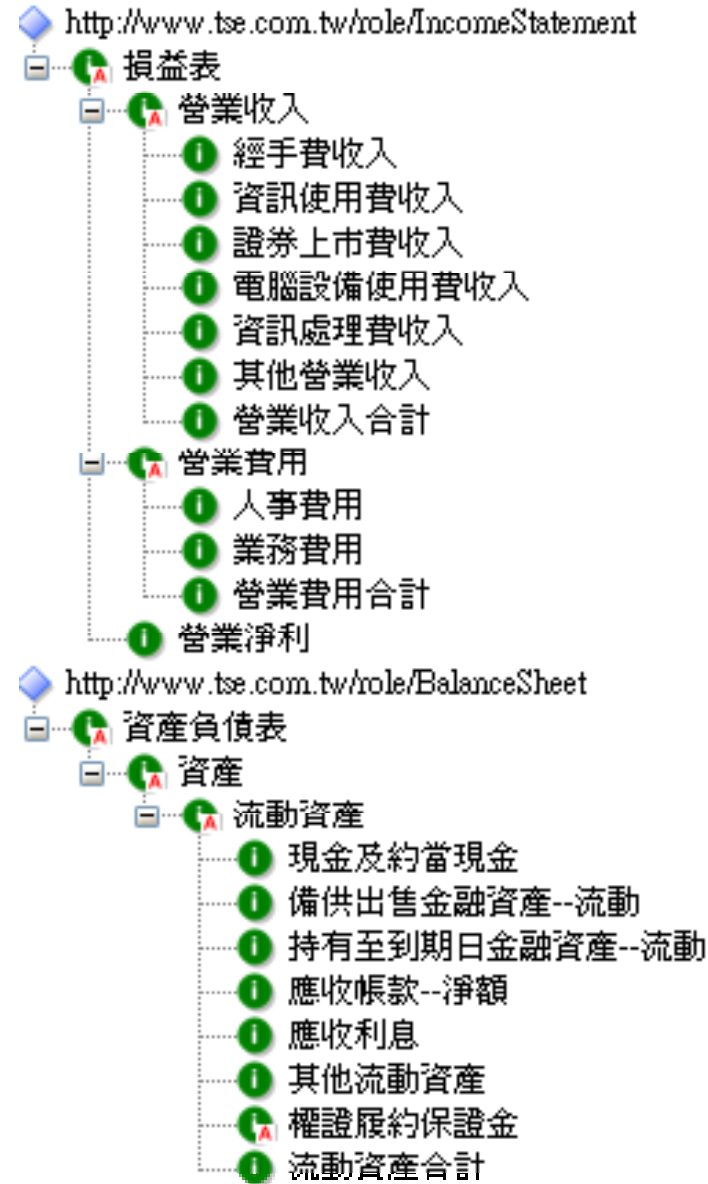 http://www.tse.com.tw/role/IncomeStatement
損益表
營業收入
經手費收入
資訊使用費收入
證券上市費收入
電腦設備使用費收入
資訊處理費收入
其他營業收入
營業收入合計
營業費用
人事費用
業務費用
營業費用合計
營業淨利
http://www.tse.com.tw/role/BalanceSheet
資產負債表
資產
流動資產
現金及約當現金
備供出售金融資產--流動
持有至到期日金融資產--流動
應收帳款--淨額
應收利息
其他流動資產
權證履約保證金
流動資產合計